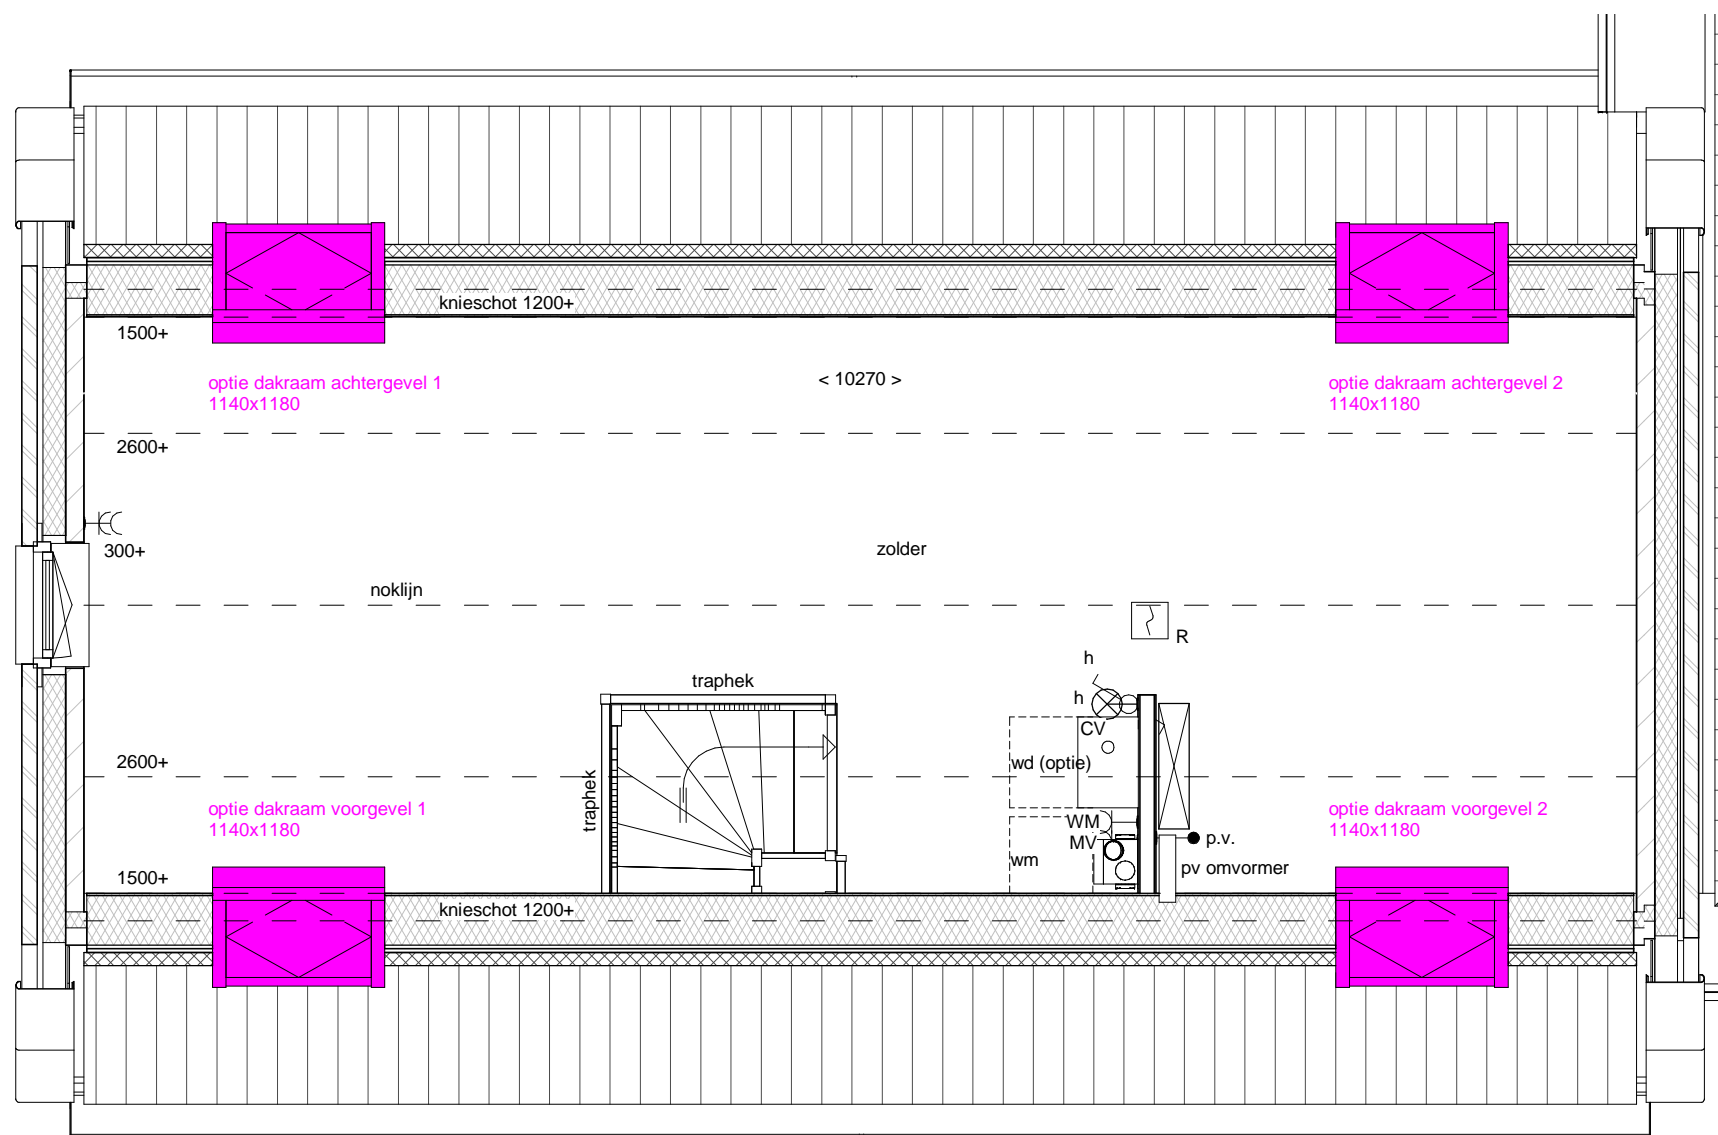 knieschot 1200+
1500+
optie dakraam achtergevel 1
1140x1180
< 10270 >
optie dakraam achtergevel 2
1140x1180
2600+
300+
zolder
noklijn
R
h
traphek
h
CV
2600+
wd (optie)
traphek
optie dakraam voorgevel 1
1140x1180
optie dakraam voorgevel 2
1140x1180
WM
MV
p.v.
wm
pv omvormer
1500+
knieschot 1200+